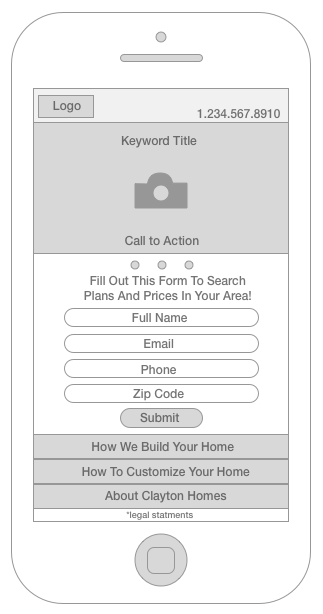 Logo
1.234.567.8910
Keyword Title
Call to Action
Fill Out This Form To Search
Plans And Prices In Your Area!
Full Name
Email
Phone
Zip Code
Submit
How We Build Your Home
How To Customize Your Home
About Clayton Homes
*legal statments